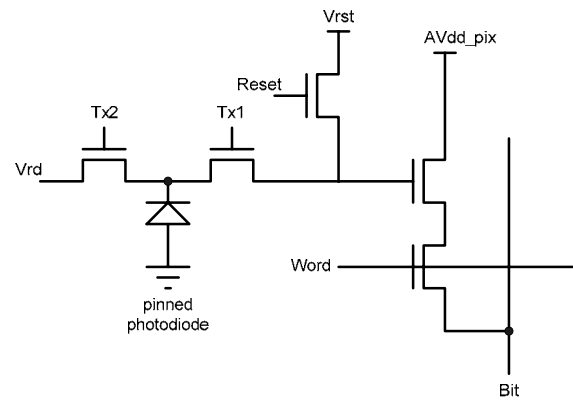 Vrst
AVdd_pix
Reset
Tx2
Tx1
Vrd
Word
pinned
photodiode
Bit